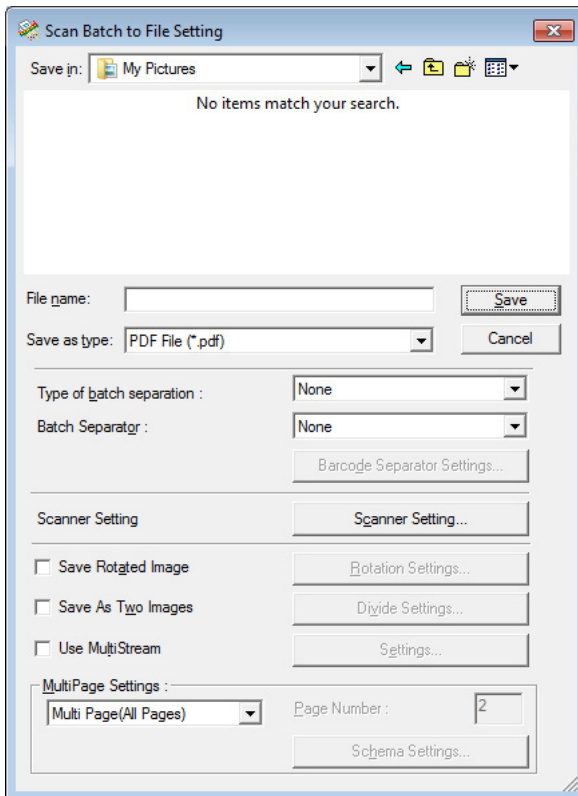 Scan Batch to File Setting
Save in: My Pictures
No items match your search.
File name: Save
Save as type: PDF File (*.pdf) Cancel
Type of batch separation : None
Batch Separator : None
Barcode Separator Settings...
Scanner Setting Scanner Setting...
Save Rotated Image Rotation Settings...
Save As Two Images Divide Settings...
Use MultiStream Settings...
MultiPage Settings :
Multi Page(All Pages) Page Number : 2
Schema Settings...